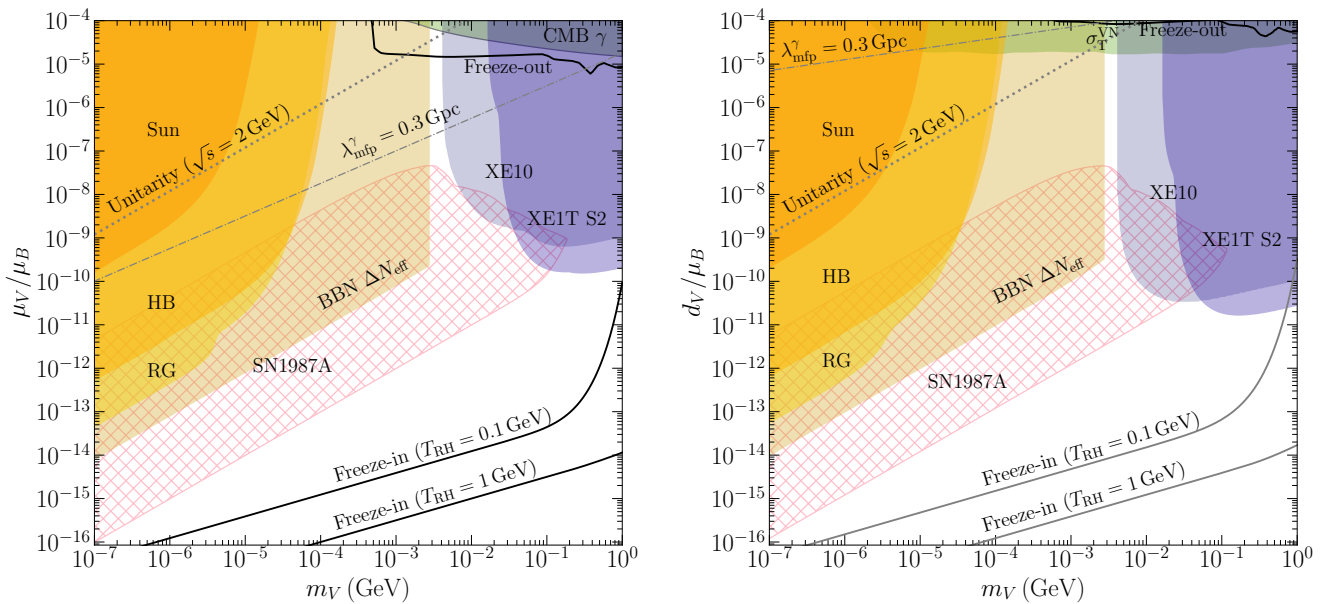 10⁻⁴
10⁻⁵
10⁻⁶
10⁻⁷
10⁻⁸
10⁻⁹
10⁻¹⁰
10⁻¹¹
10⁻¹²
10⁻¹³
10⁻¹⁴
10⁻¹⁵
10⁻¹⁶
μ_V/μ_B
CMB γ
Freeze-out
Sun
Unitarity (√s = 2 GeV)
λ^γ_mfp = 0.3 Gpc
XE10
XE1T S2
HB
BBN ΔN_eff
RG
SN1987A
Freeze-in (T_RH = 0.1 GeV)
Freeze-in (T_RH = 1 GeV)
10⁻⁷ 10⁻⁶ 10⁻⁵ 10⁻⁴ 10⁻³ 10⁻² 10⁻¹ 10⁰
m_V (GeV)
10⁻⁴
10⁻⁵
10⁻⁶
10⁻⁷
10⁻⁸
10⁻⁹
10⁻¹⁰
10⁻¹¹
10⁻¹²
10⁻¹³
10⁻¹⁴
10⁻¹⁵
10⁻¹⁶
d_V/μ_B
λ^γ_mfp = 0.3 Gpc
σ_T^VN
Freeze-out
Sun
Unitarity (√s = 2 GeV)
XE10
XE1T S2
HB
BBN ΔN_eff
RG
SN1987A
Freeze-in (T_RH = 0.1 GeV)
Freeze-in (T_RH = 1 GeV)
10⁻⁷ 10⁻⁶ 10⁻⁵ 10⁻⁴ 10⁻³ 10⁻² 10⁻¹ 10⁰
m_V (GeV)